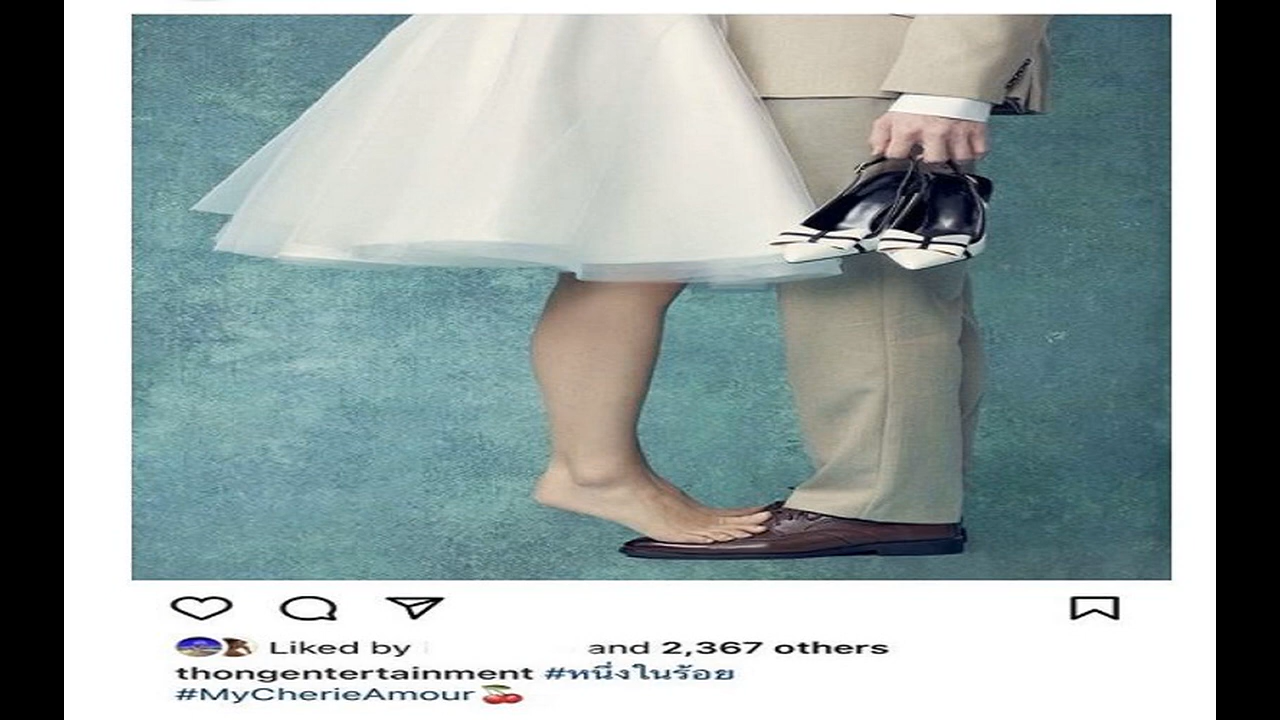 Liked by and 2,367 others
thongentertainment #หนึ่งในร้อย
#MyCherieAmour🍒